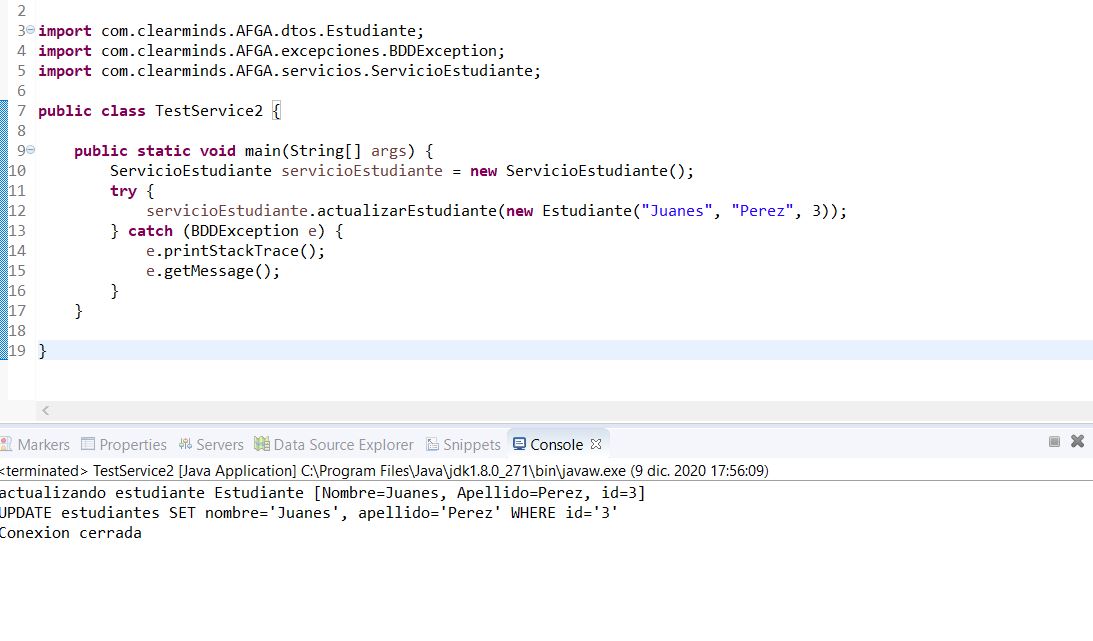 2
3 import com.clearminds.AFGA.dtos.Estudiante;
4 import com.clearminds.AFGA.excepciones.BDDException;
5 import com.clearminds.AFGA.servicios.ServicioEstudiante;
6
7 public class TestService2 {
8
9     public static void main(String[] args) {
10         ServicioEstudiante servicioEstudiante = new ServicioEstudiante();
11         try {
12             servicioEstudiante.actualizarEstudiante(new Estudiante("Juanes", "Perez", 3));
13         } catch (BDDException e) {
14             e.printStackTrace();
15             e.getMessage();
16         }
17     }
18
19 }
Markers Properties Servers Data Source Explorer Snippets Console
<terminated> TestService2 [Java Application] C:\Program Files\Java\jdk1.8.0_271\bin\javaw.exe (9 dic. 2020 17:56:09)
actualizando estudiante Estudiante [Nombre=Juanes, Apellido=Perez, id=3]
UPDATE estudiantes SET nombre='Juanes', apellido='Perez' WHERE id='3'
Conexion cerrada